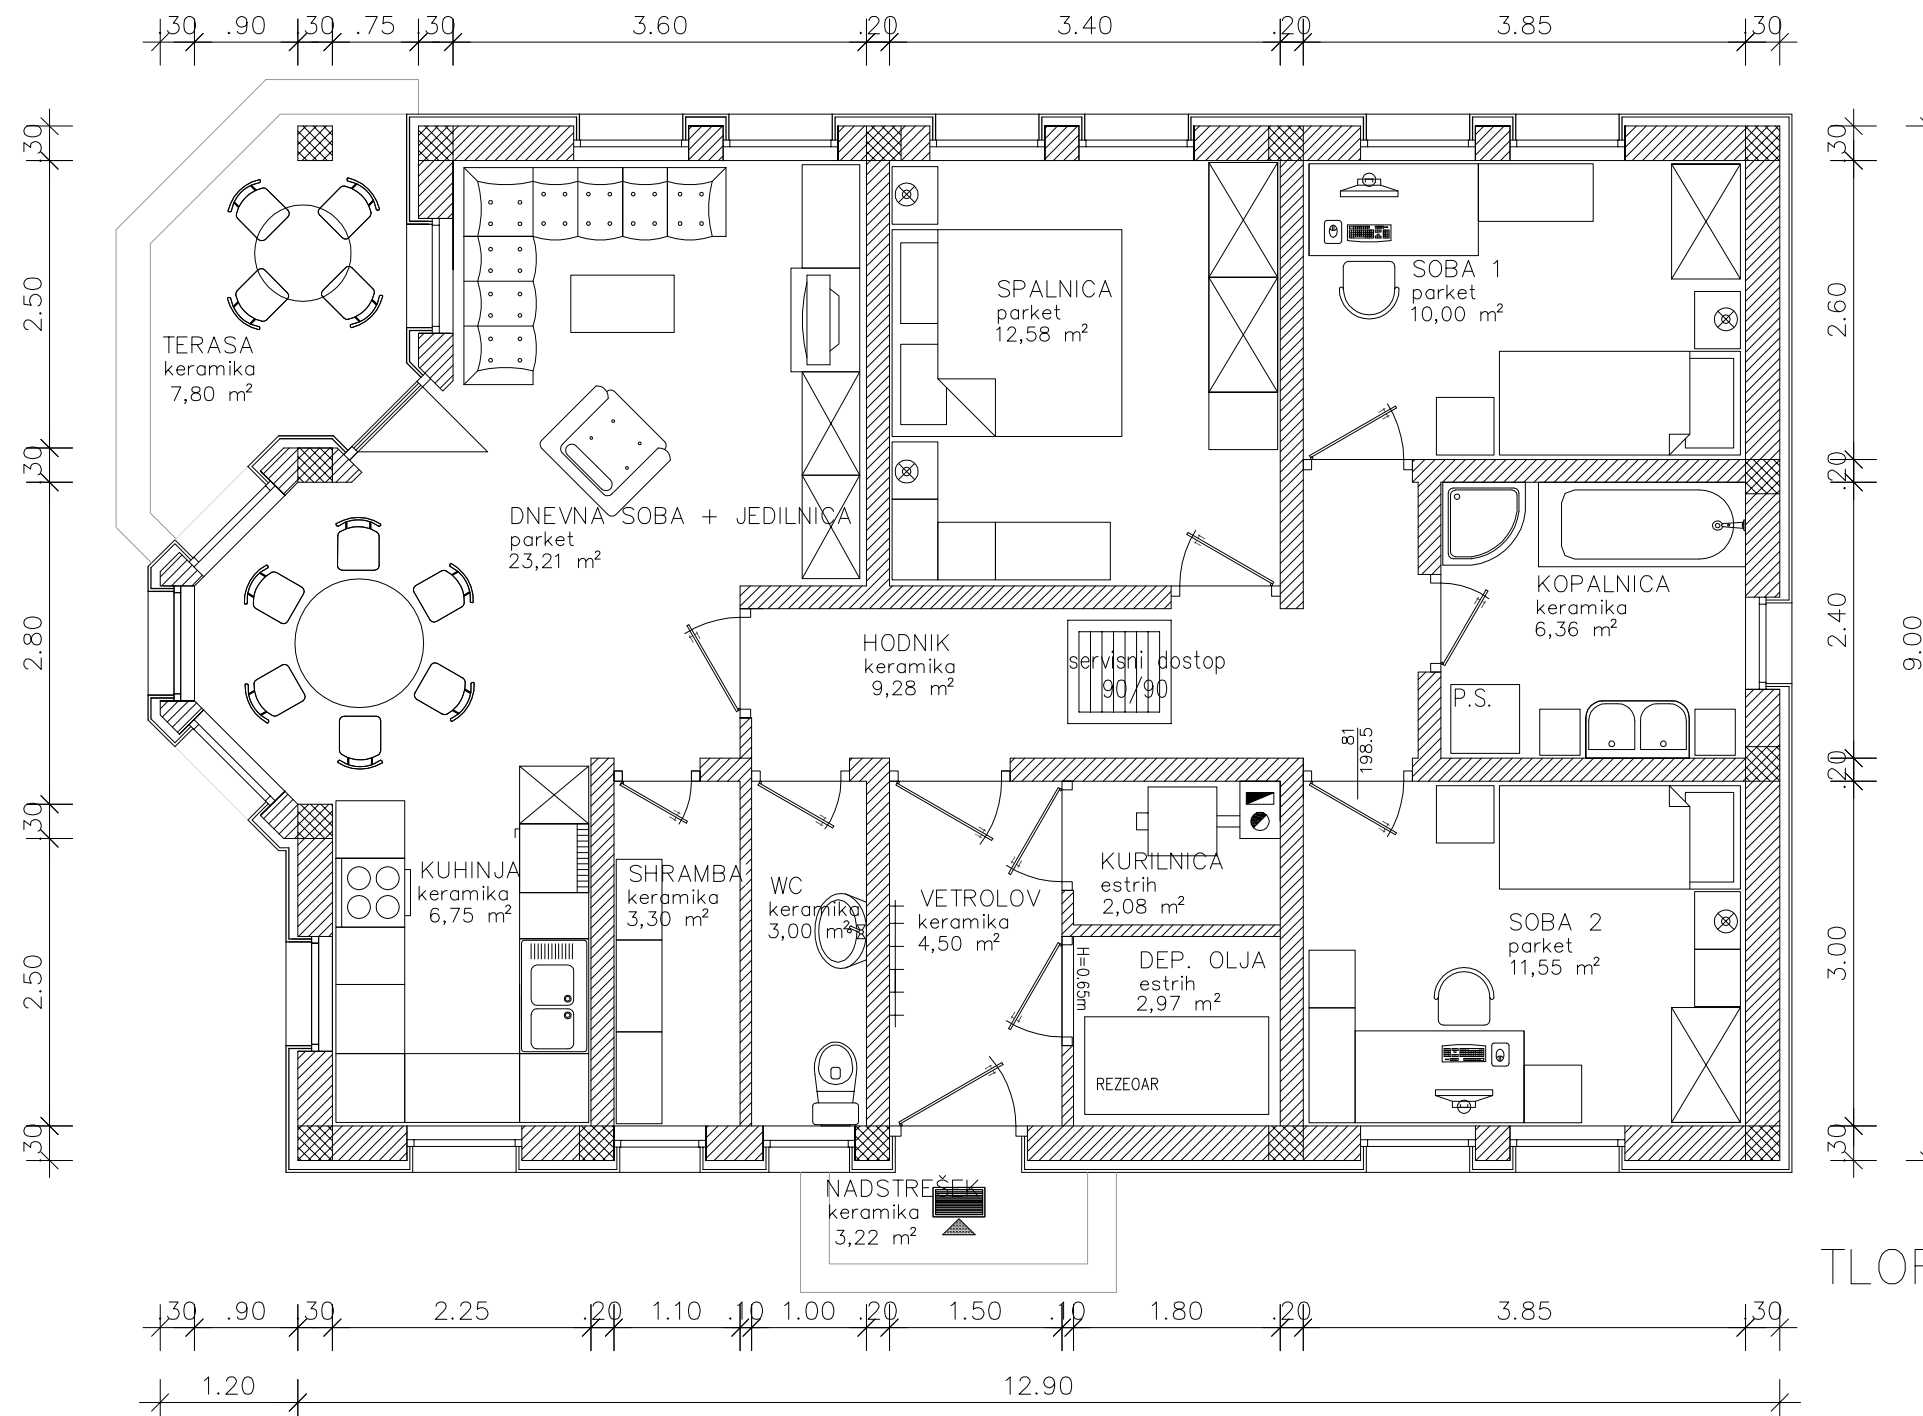 .30 .90 .30 .75 .30 3.60 .20 3.40 .20 3.85 .30
.30
2.50
.30
2.80
.30
2.50
.30
.30
2.60
.20
2.40
.20
3.00
.30
9.00
TERASA
keramika
7,80 m²
DNEVNA SOBA + JEDILNICA
parket
23,21 m²
SPALNICA
parket
12,58 m²
SOBA 1
parket
10,00 m²
KOPALNICA
keramika
6,36 m²
P.S.
HODNIK
keramika
9,28 m²
servisni dostop
90/90
81
198.5
KUHINJA
keramika
6,75 m²
SHRAMBA
keramika
3,30 m²
WC
keramika
3,00 m²
VETROLOV
keramika
4,50 m²
KURILNICA
estrih
2,08 m²
DEP. OLJA
estrih
2,97 m²
H=0.65m
REZEOAR
SOBA 2
parket
11,55 m²
NADSTREŠEK
keramika
3,22 m²
TLOR
.30 .90 .30 2.25 .20 1.10 .10 1.00 .20 1.50 .10 1.80 .20 3.85 .30
1.20 12.90